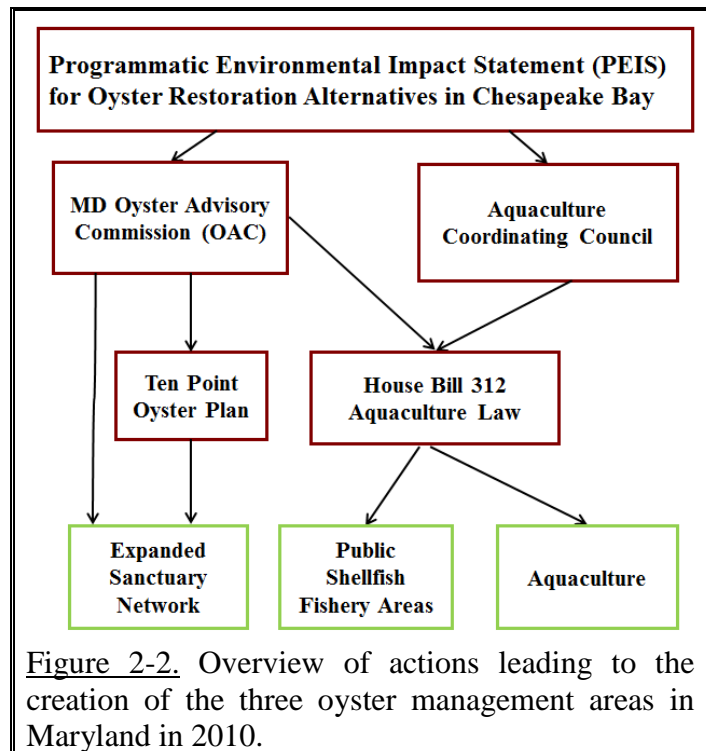 Programmatic Environmental Impact Statement (PEIS)
for Oyster Restoration Alternatives in Chesapeake Bay
MD Oyster Advisory
Commission (OAC)
Aquaculture
Coordinating Council
Ten Point
Oyster Plan
House Bill 312
Aquaculture Law
Expanded
Sanctuary
Network
Public
Shellfish
Fishery Areas
Aquaculture
Figure 2-2. Overview of actions leading to the
creation of the three oyster management areas in
Maryland in 2010.